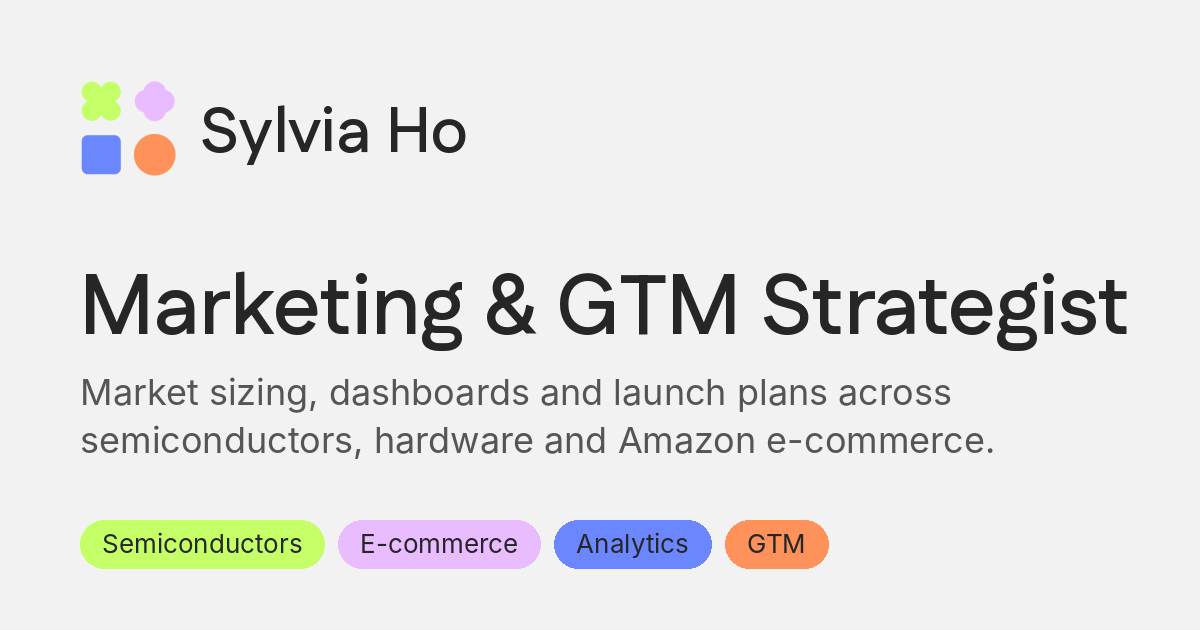 Sylvia Ho
Marketing & GTM Strategist
Market sizing, dashboards and launch plans across
semiconductors, hardware and Amazon e-commerce.
Semiconductors
E-commerce
Analytics
GTM